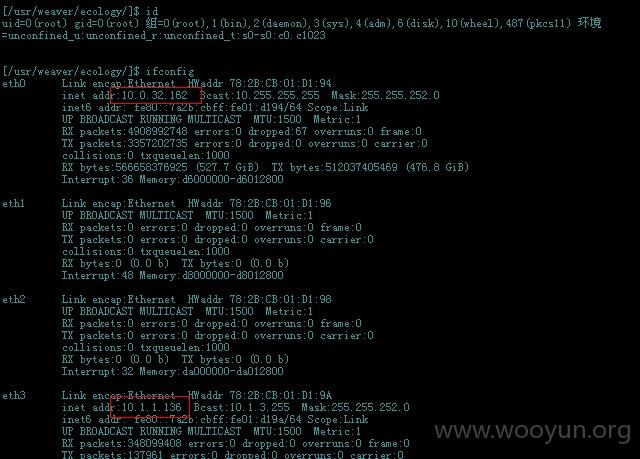 [/usr/weaver/ecology/]$ id
uid=0(root) gid=0(root) 组=0(root),1(bin),2(daemon),3(sys),4(adm),6(disk),10(wheel),487(pkcs11) 环境
=unconfined_u:unconfined_r:unconfined_t:s0-s0:c0.c1023
[/usr/weaver/ecology/]$ ifconfig
eth0 Link encap:Ethernet HWaddr 78:2B:CB:01:D1:94
inet addr:10.0.32.162 Bcast:10.255.255.255 Mask:255.255.252.0
inet6 addr: fe80::7a2b:cbff:fe01:d194/64 Scope:Link
UP BROADCAST RUNNING MULTICAST MTU:1500 Metric:1
RX packets:4908992748 errors:0 dropped:67 overruns:0 frame:0
TX packets:3357202735 errors:0 dropped:0 overruns:0 carrier:0
collisions:0 txqueuelen:1000
RX bytes:566658376925 (527.7 GiB) TX bytes:512037405469 (476.8 GiB)
Interrupt:36 Memory:d6000000-d6012800
eth1 Link encap:Ethernet HWaddr 78:2B:CB:01:D1:96
UP BROADCAST MULTICAST MTU:1500 Metric:1
RX packets:0 errors:0 dropped:0 overruns:0 frame:0
TX packets:0 errors:0 dropped:0 overruns:0 carrier:0
collisions:0 txqueuelen:1000
RX bytes:0 (0.0 b) TX bytes:0 (0.0 b)
Interrupt:48 Memory:d8000000-d8012800
eth2 Link encap:Ethernet HWaddr 78:2B:CB:01:D1:98
UP BROADCAST MULTICAST MTU:1500 Metric:1
RX packets:0 errors:0 dropped:0 overruns:0 frame:0
TX packets:0 errors:0 dropped:0 overruns:0 carrier:0
collisions:0 txqueuelen:1000
RX bytes:0 (0.0 b) TX bytes:0 (0.0 b)
Interrupt:32 Memory:da000000-da012800
eth3 Link encap:Ethernet HWaddr 78:2B:CB:01:D1:9A
inet addr:10.1.1.136 Bcast:10.1.3.255 Mask:255.255.252.0
inet6 addr: fe80::7a2b:cbff:fe01:d19a/64 Scope:Link
UP BROADCAST RUNNING MULTICAST MTU:1500 Metric:1
RX packets:348099408 errors:0 dropped:0 overruns:0 frame:0
TX packets:137961 errors:0 dropped:0 overruns:0 carrier:0
www.wooyun.org